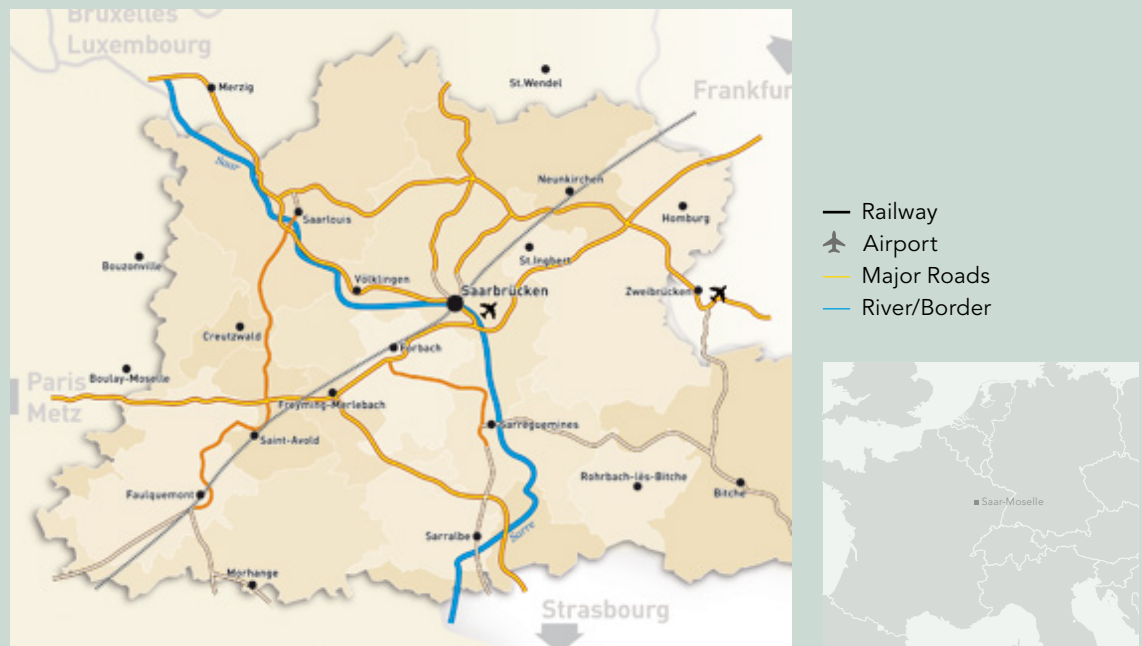 Bruxelles
Luxembourg
Merzig
St.Wendel
Frankfur
Saar
Neunkirchen
Homburg
Saarlouis
St.Ingbert
Bouzonville
Völklingen
Saarbrücken
Zweibrücken
Creutzwald
Forbach
Boulay-Moselle
Paris
Metz
Freyming-Merlebach
Sarreguemines
Saint-Avold
Rohrbach-lès-Bitche
Bitche
Faulquemont
Sarralbe
Sarre
Morhange
Strasbourg
Railway
Airport
Major Roads
River/Border
Saar-Moselle